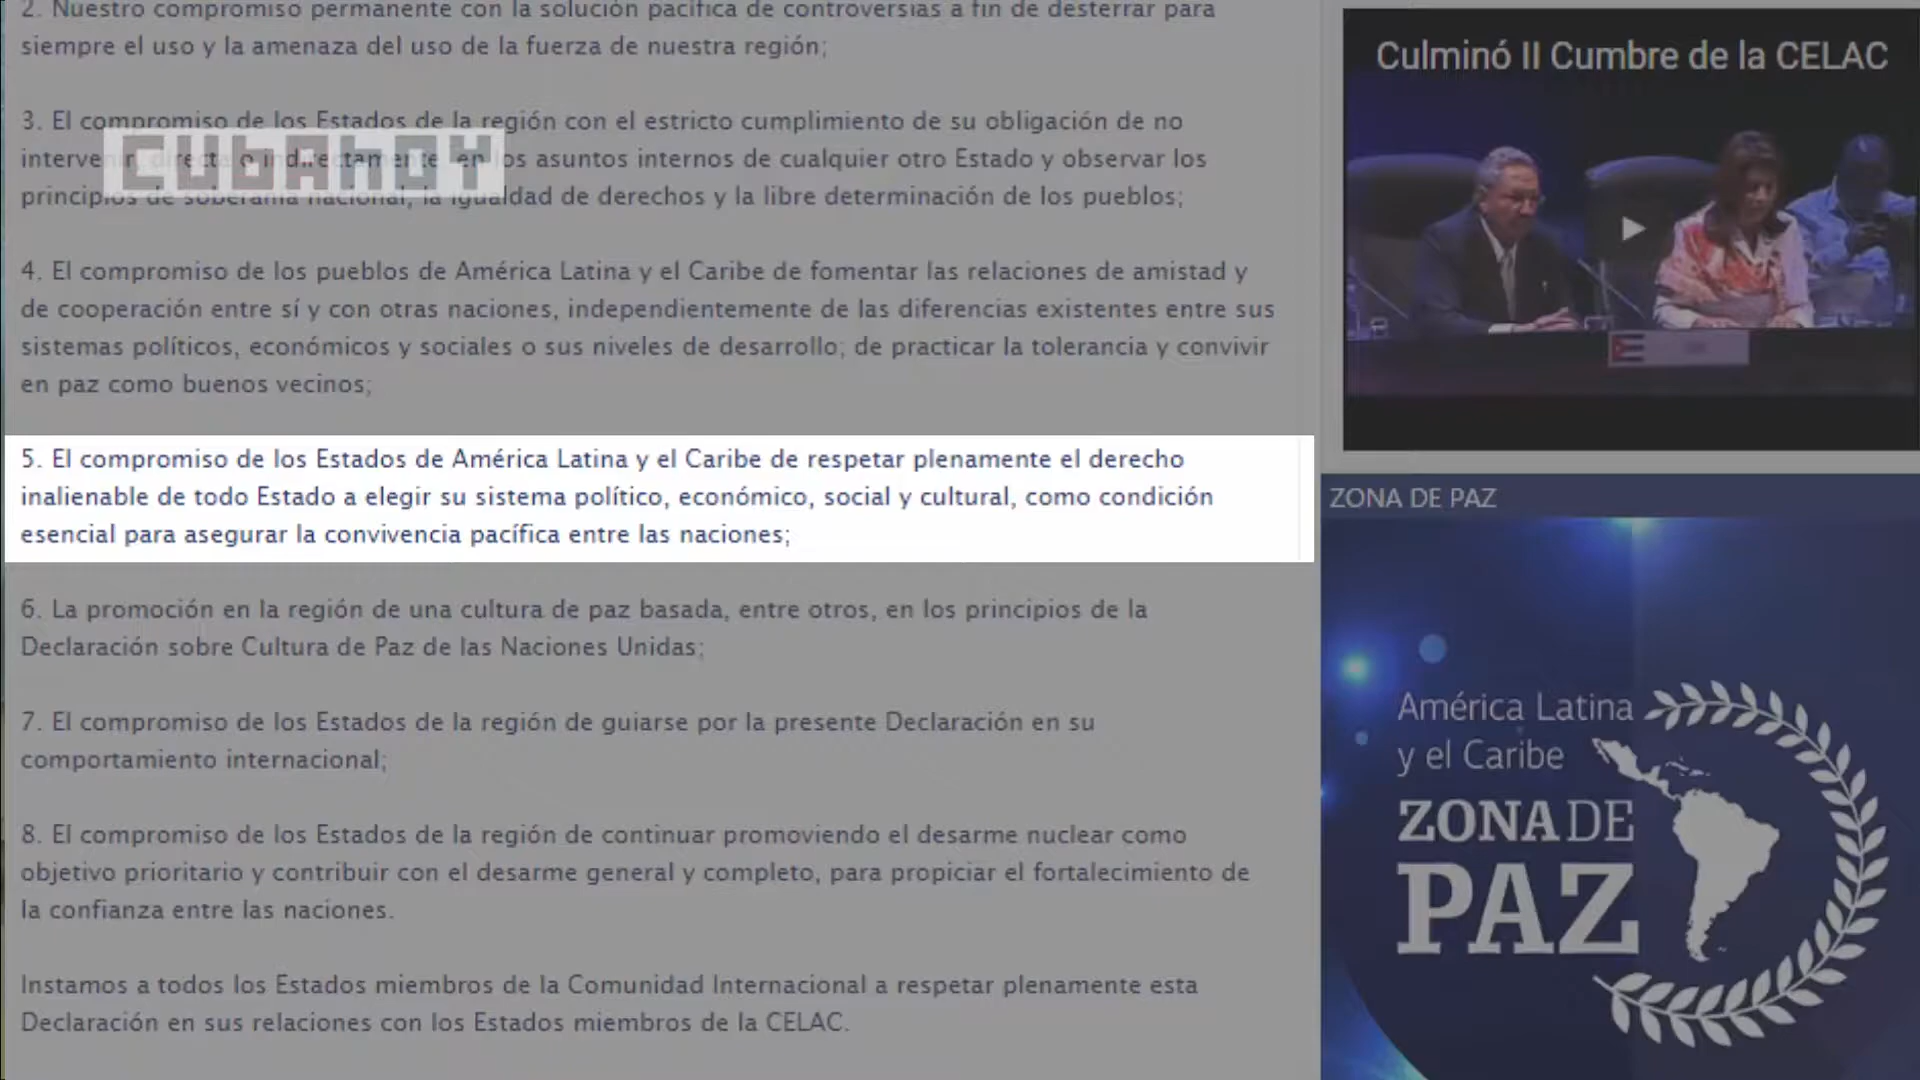 2. Nuestro compromiso permanente con la solución pacífica de controversias a fin de desterrar para
siempre el uso y la amenaza del uso de la fuerza de nuestra región;
3. El compromiso de los Estados de la región con el estricto cumplimiento de su obligación de no
intervenir, directa o indirectamente, en los asuntos internos de cualquier otro Estado y observar los
principios de soberanía nacional, la igualdad de derechos y la libre determinación de los pueblos;
CUbAhOY
4. El compromiso de los pueblos de América Latina y el Caribe de fomentar las relaciones de amistad y
de cooperación entre sí y con otras naciones, independientemente de las diferencias existentes entre sus
sistemas políticos, económicos y sociales o sus niveles de desarrollo; de practicar la tolerancia y convivir
en paz como buenos vecinos;
5. El compromiso de los Estados de América Latina y el Caribe de respetar plenamente el derecho
inalienable de todo Estado a elegir su sistema político, económico, social y cultural, como condición
esencial para asegurar la convivencia pacífica entre las naciones;
6. La promoción en la región de una cultura de paz basada, entre otros, en los principios de la
Declaración sobre Cultura de Paz de las Naciones Unidas;
7. El compromiso de los Estados de la región de guiarse por la presente Declaración en su
comportamiento internacional;
8. El compromiso de los Estados de la región de continuar promoviendo el desarme nuclear como
objetivo prioritario y contribuir con el desarme general y completo, para propiciar el fortalecimiento de
la confianza entre las naciones.
Instamos a todos los Estados miembros de la Comunidad Internacional a respetar plenamente esta
Declaración en sus relaciones con los Estados miembros de la CELAC.
Culminó II Cumbre de la CELAC
ZONA DE PAZ
América Latina
y el Caribe
ZONA DE
PAZ